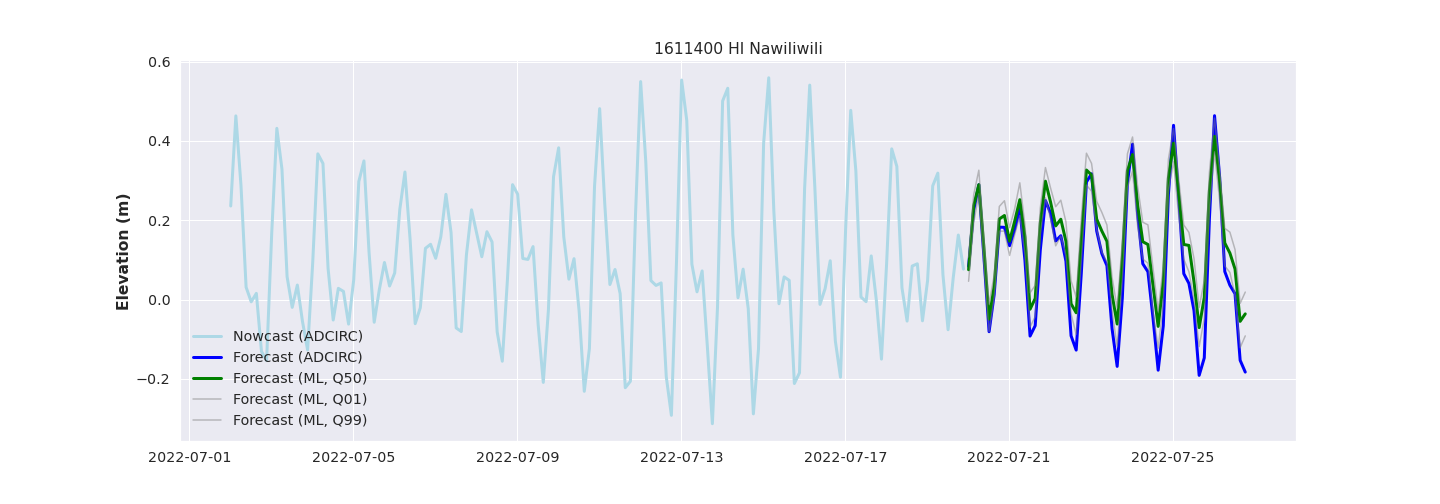 1611400 HI Nawiliwili
Elevation (m)
0.6
0.4
0.2
0.0
−0.2
Nowcast (ADCIRC)
Forecast (ADCIRC)
Forecast (ML, Q50)
Forecast (ML, Q01)
Forecast (ML, Q99)
2022-07-01 2022-07-05 2022-07-09 2022-07-13 2022-07-17 2022-07-21 2022-07-25